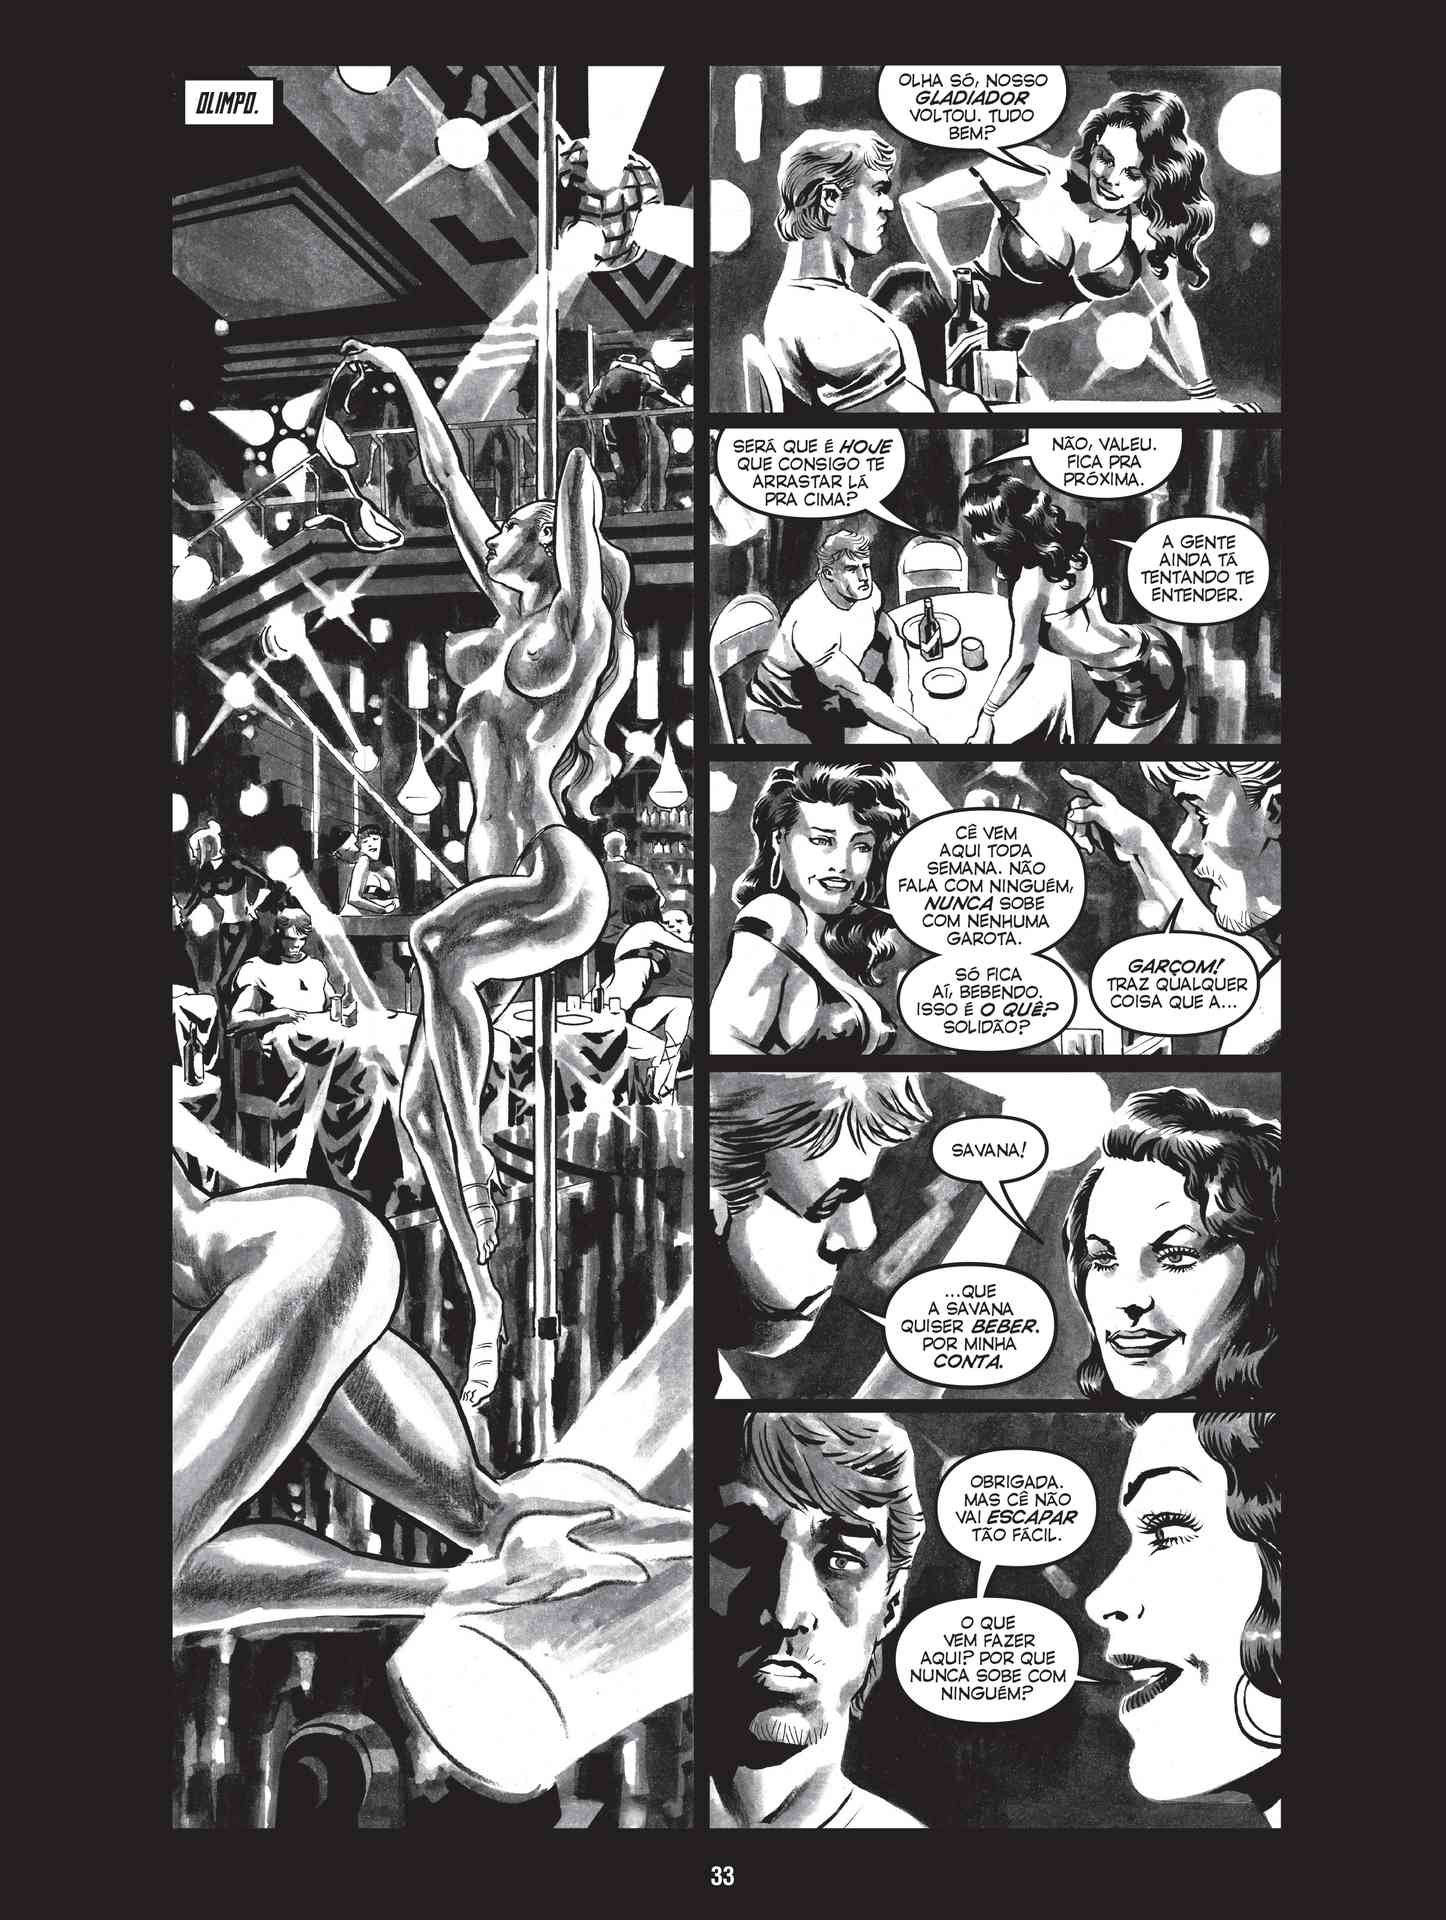 OLIMPO.
OLHA SÓ, NOSSO
GLADIADOR
VOLTOU. TUDO
BEM?
SERÁ QUE É HOJE
QUE CONSIGO TE
ARRASTAR LÁ
PRA CIMA?
NÃO, VALEU.
FICA PRA
PRÓXIMA.
A GENTE
AINDA TÁ
TENTANDO TE
ENTENDER.
CÊ VEM
AQUI TODA
SEMANA. NÃO
FALA COM NINGUÉM,
NUNCA SOBE
COM NENHUMA
GAROTA.
SÓ FICA
AÍ, BEBENDO.
ISSO É O QUÊ?
SOLIDÃO?
GARÇOM!
TRAZ QUALQUER
COISA QUE A...
SAVANA!
...QUE
A SAVANA
QUISER BEBER.
POR MINHA
CONTA.
OBRIGADA.
MAS CÊ NÃO
VAI ESCAPAR
TÃO FÁCIL.
O QUE
VEM FAZER
AQUI? POR QUE
NUNCA SOBE COM
NINGUÉM?
33